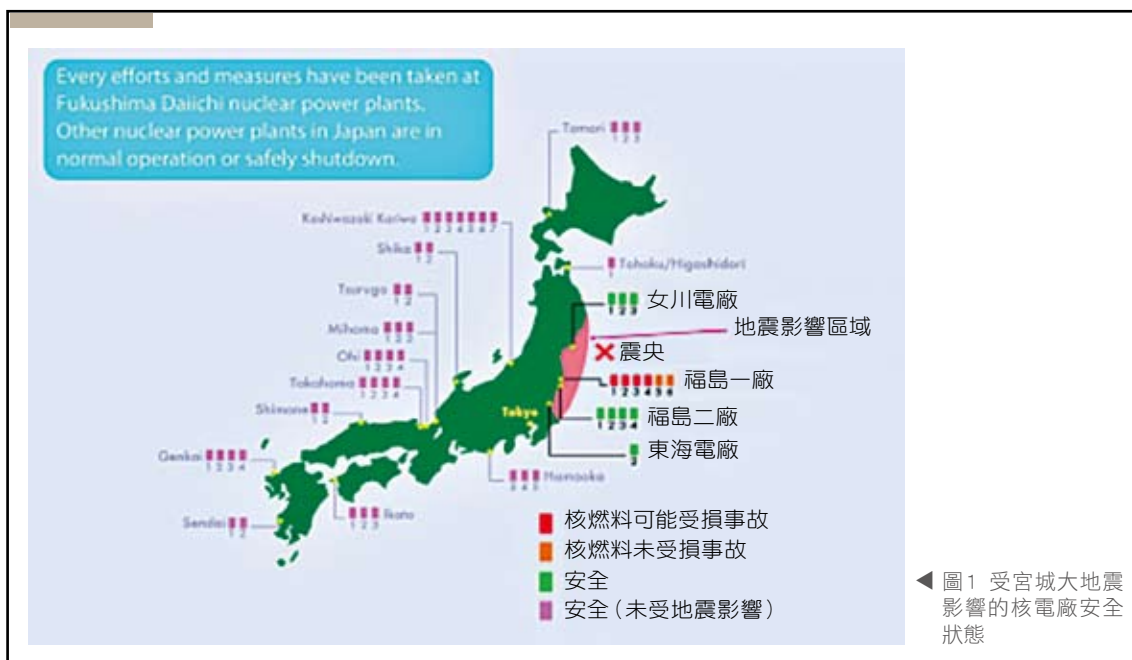 Every efforts and measures have been taken at
Fukushima Daiichi nuclear power plants.
Other nuclear power plants in Japan are in
normal operation or safely shutdown.
Tomari
1 2 3
Kashiwazaki Kariwa
1 2 3 4 5 6 7
Shika
1 2
Tohoku/Higashidori
1
Tsuruga
1 2
女川電廠
1 2 3
地震影響區域
Mihama
1 2 3
震央
Ohi
1 2 3 4
福島一廠
1 2 3 4 5 6
Takahama
1 2 3 4
Shimane
1 2
Tokyo
福島二廠
1 2 3 4
東海電廠
2
Genkai
1 2 3 4
Hamaoka
3 4 5
Sendai
1 2
Ikata
1 2 3
核燃料可能受損事故
核燃料未受損事故
安全
安全(未受地震影響)
◀ 圖1 受宮城大地震
影響的核電廠安全
狀態